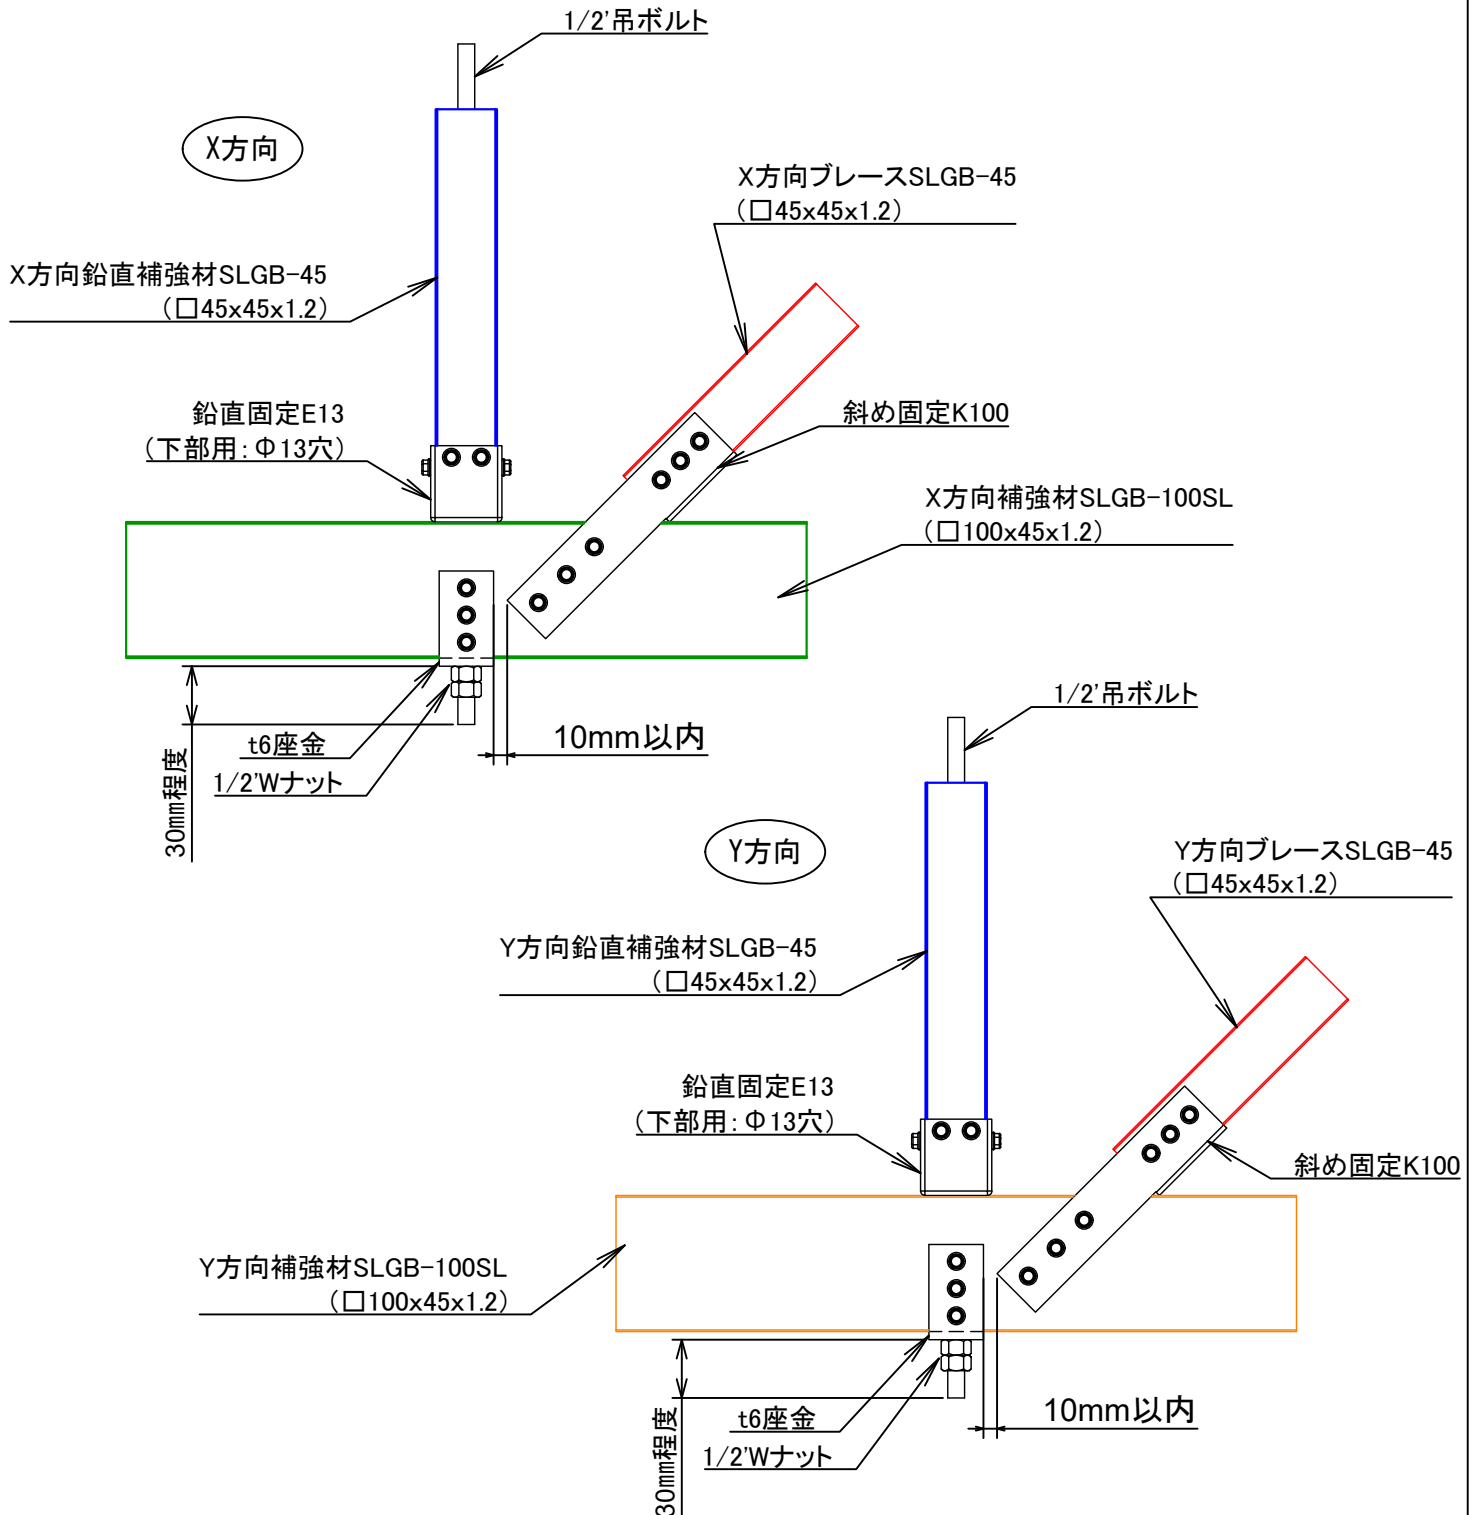 1/2'吊ボルト
X方向
X方向ブレースSLGB-45
(□45x45x1.2)
X方向鉛直補強材SLGB-45
(□45x45x1.2)
鉛直固定E13
(下部用:Φ13穴)
斜め固定K100
X方向補強材SLGB-100SL
(□100x45x1.2)
t6座金
1/2'Wナット
30mm程度
10mm以内
1/2'吊ボルト
Y方向
Y方向ブレースSLGB-45
(□45x45x1.2)
Y方向鉛直補強材SLGB-45
(□45x45x1.2)
鉛直固定E13
(下部用:Φ13穴)
斜め固定K100
Y方向補強材SLGB-100SL
(□100x45x1.2)
t6座金
1/2'Wナット
30mm程度
10mm以内